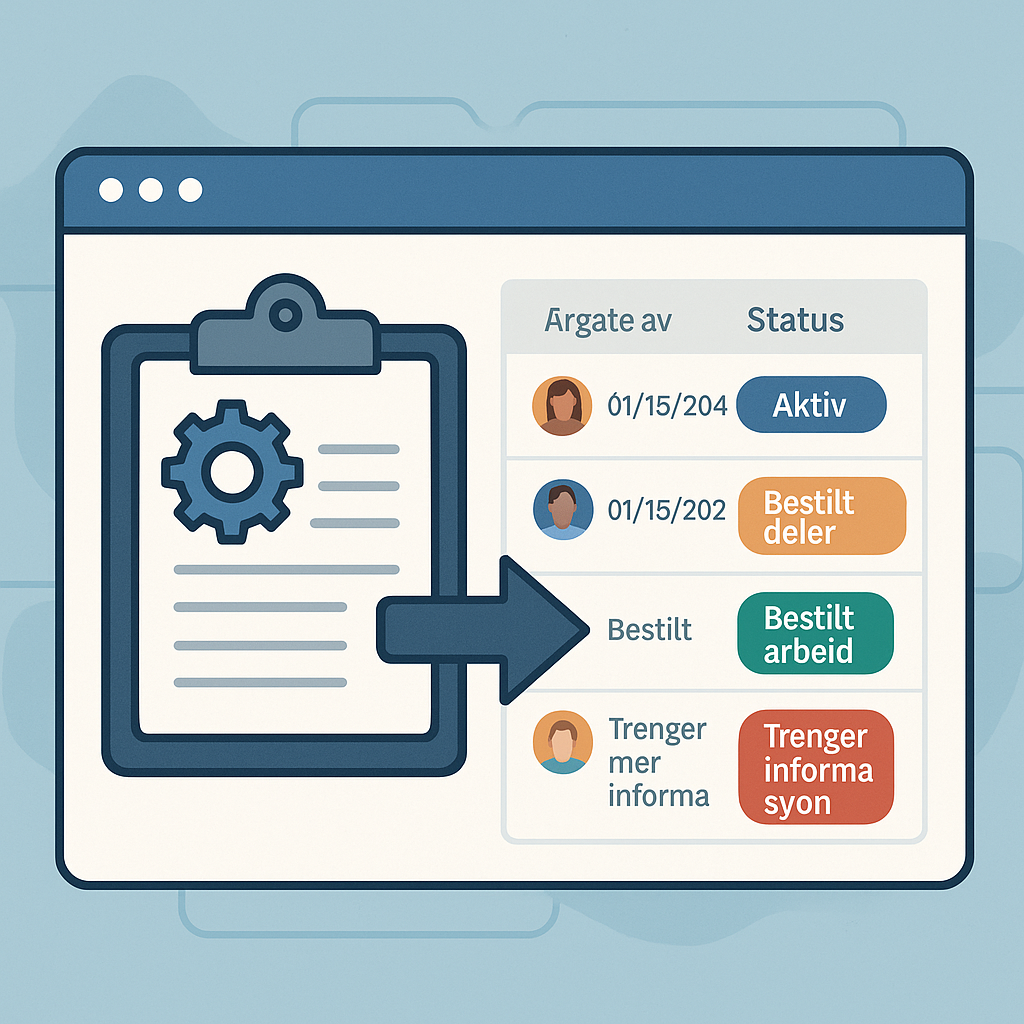 Argate av Status
01/15/204 Aktiv
01/15/202 Bestilt
deler
Bestilt Bestilt
arbeid
Trenger
mer
informa
Trenger
informa
syon